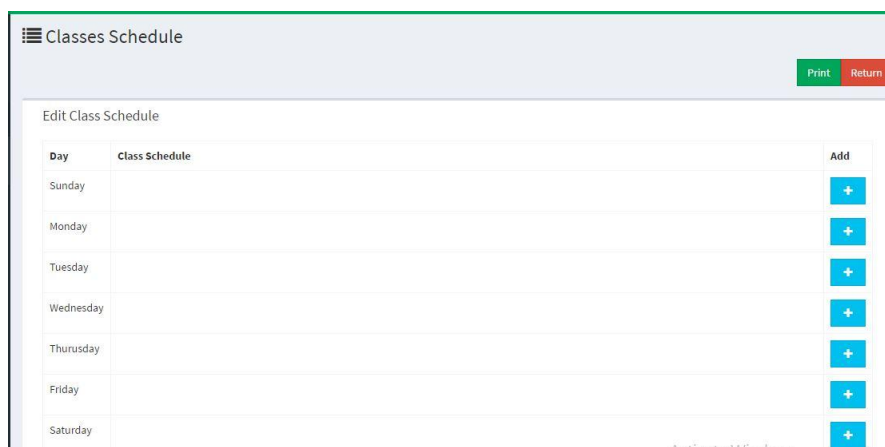 Classes Schedule
Print Return
Edit Class Schedule
Day Class Schedule Add
Sunday
Monday
Tuesday
Wednesday
Thurusday
Friday
Saturday